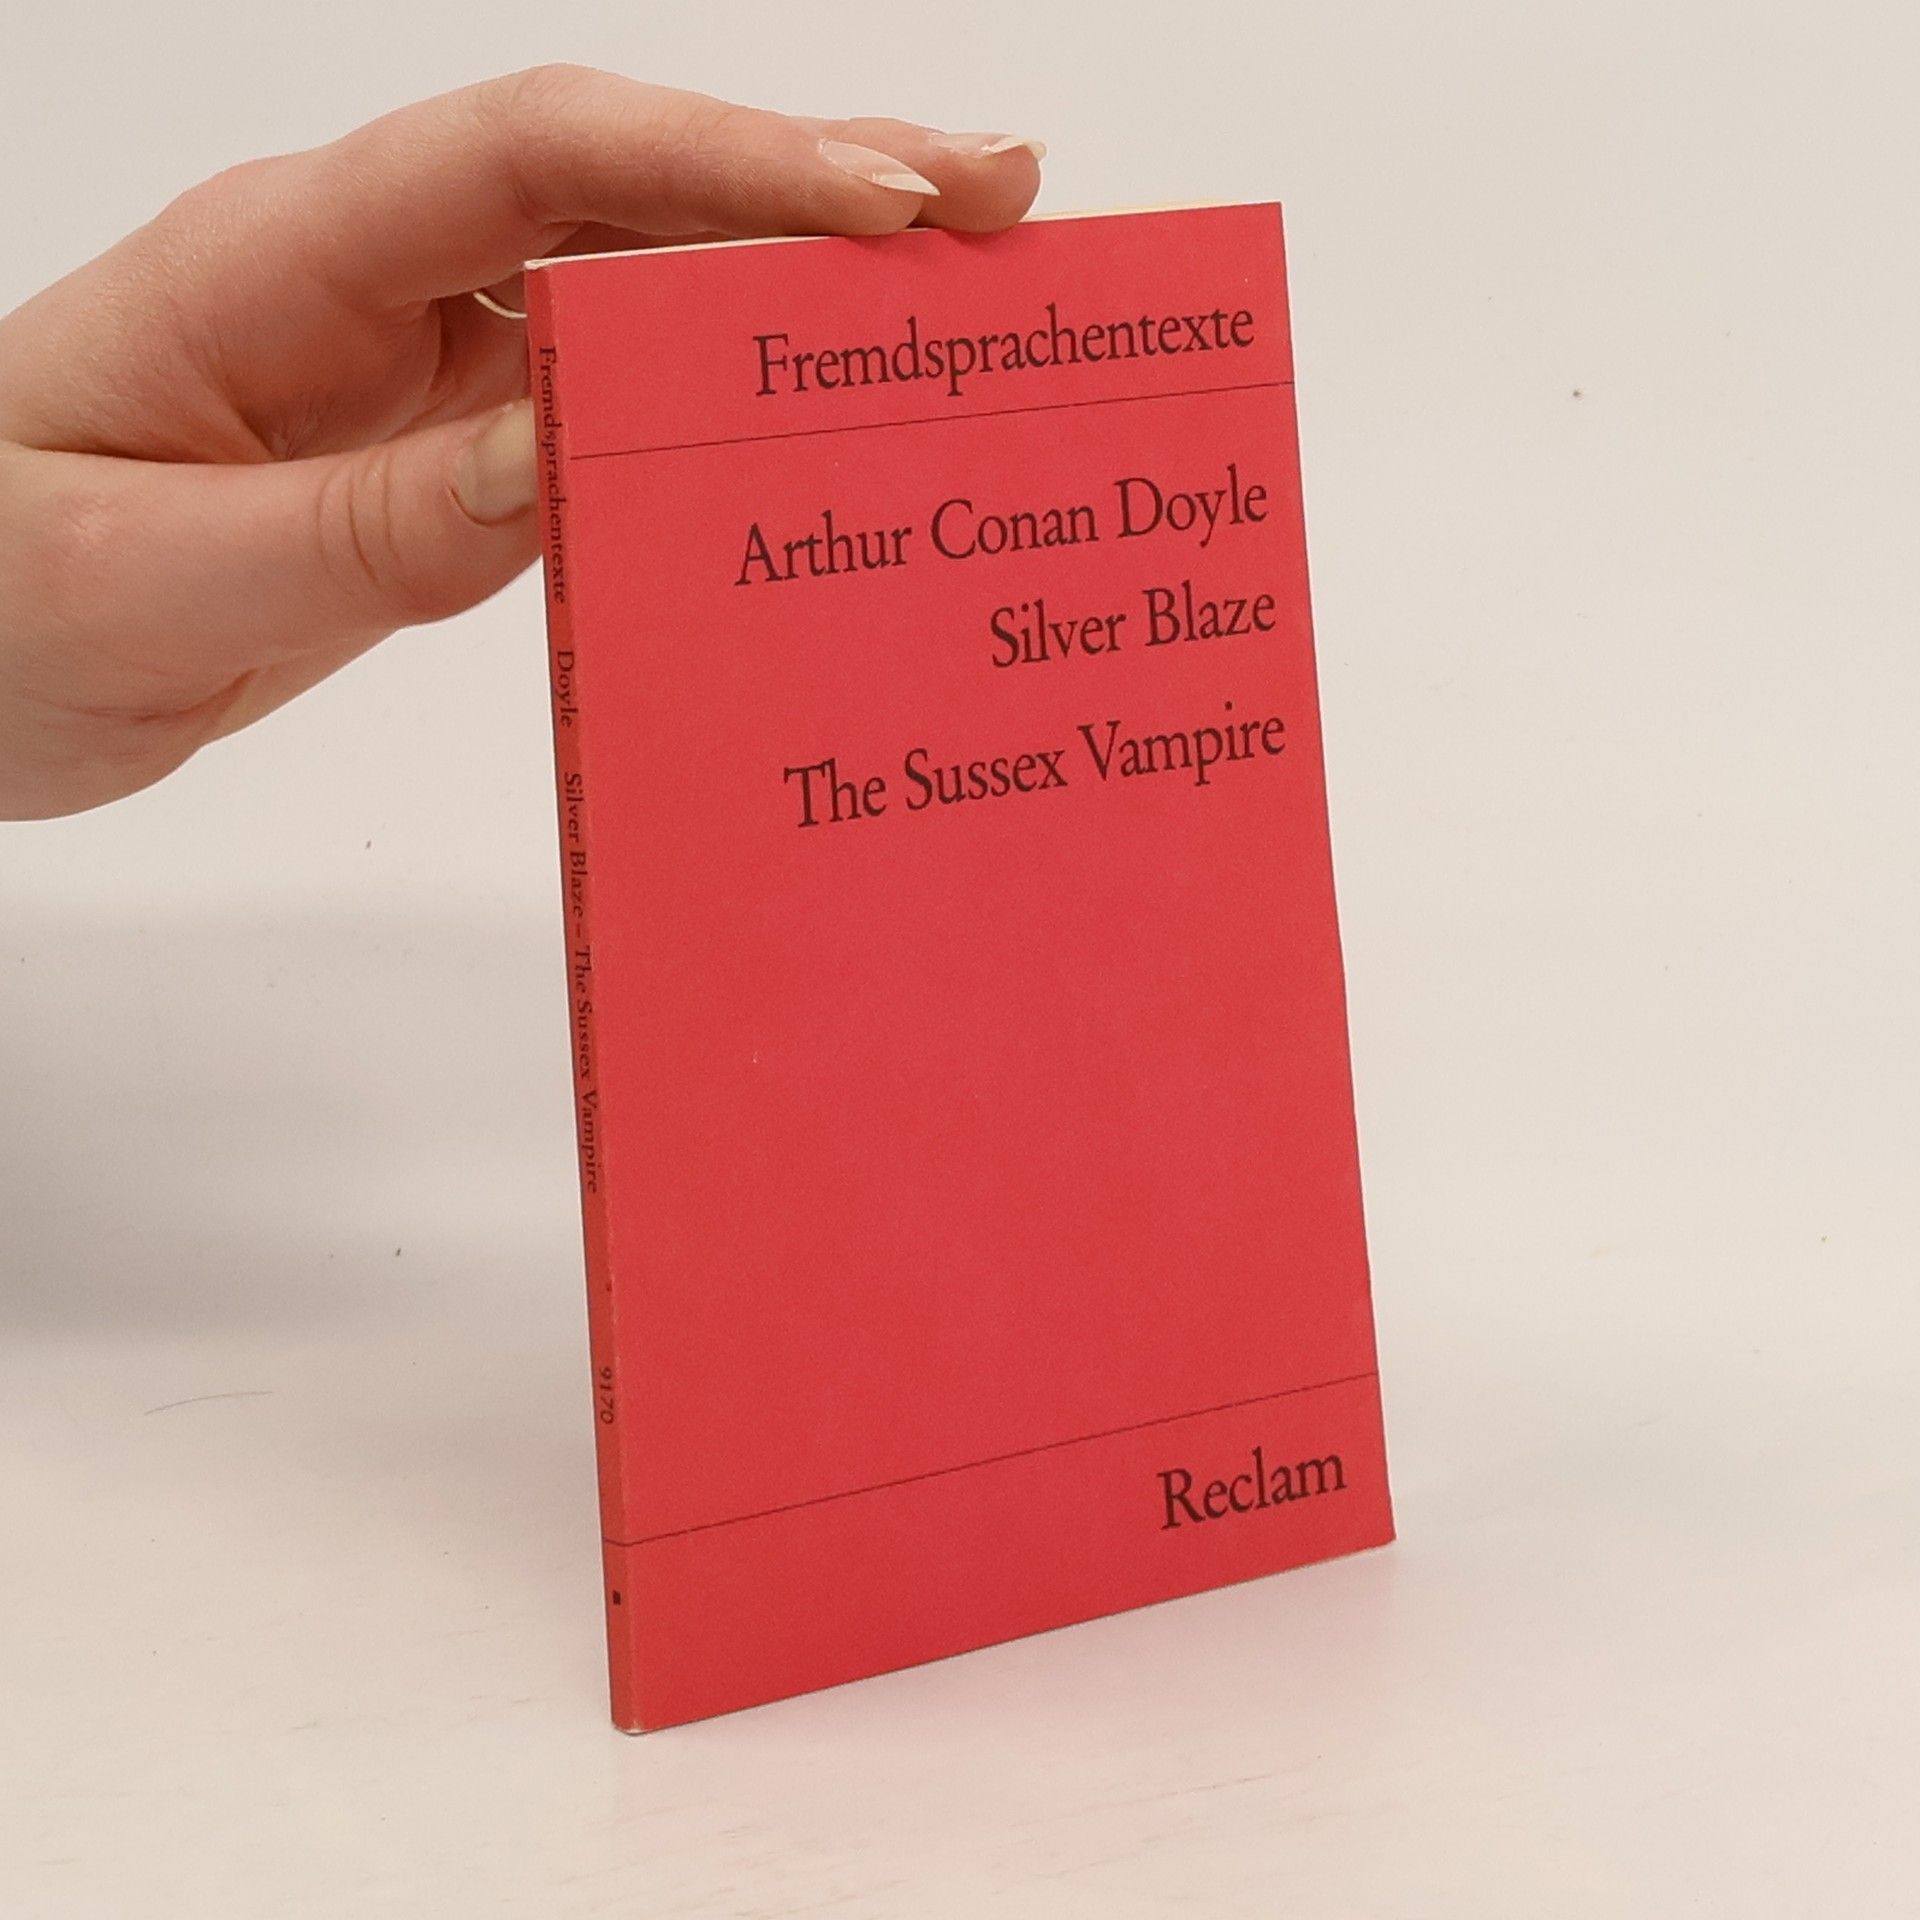 Fremdsprachentexte
Arthur Conan Doyle
Silver Blaze
The Sussex Vampire
Reclam
Fremdsprachentexte Doyle Silver Blaze – The Sussex Vampire 9170